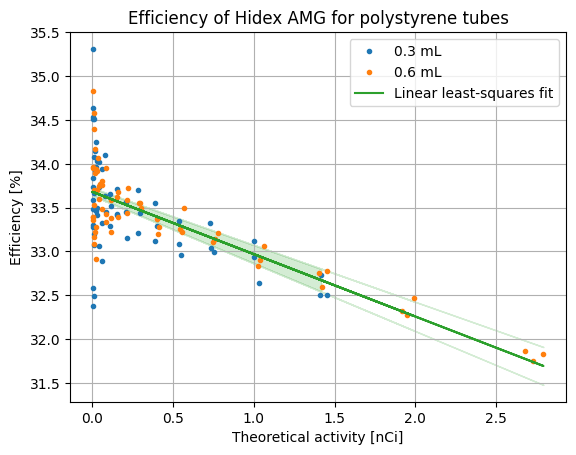 Efficiency of Hidex AMG for polystyrene tubes
35.5
35.0
34.5
34.0
33.5
33.0
32.5
32.0
31.5
Efficiency [%]
0.3 mL
0.6 mL
Linear least-squares fit
0.0 0.5 1.0 1.5 2.0 2.5
Theoretical activity [nCi]